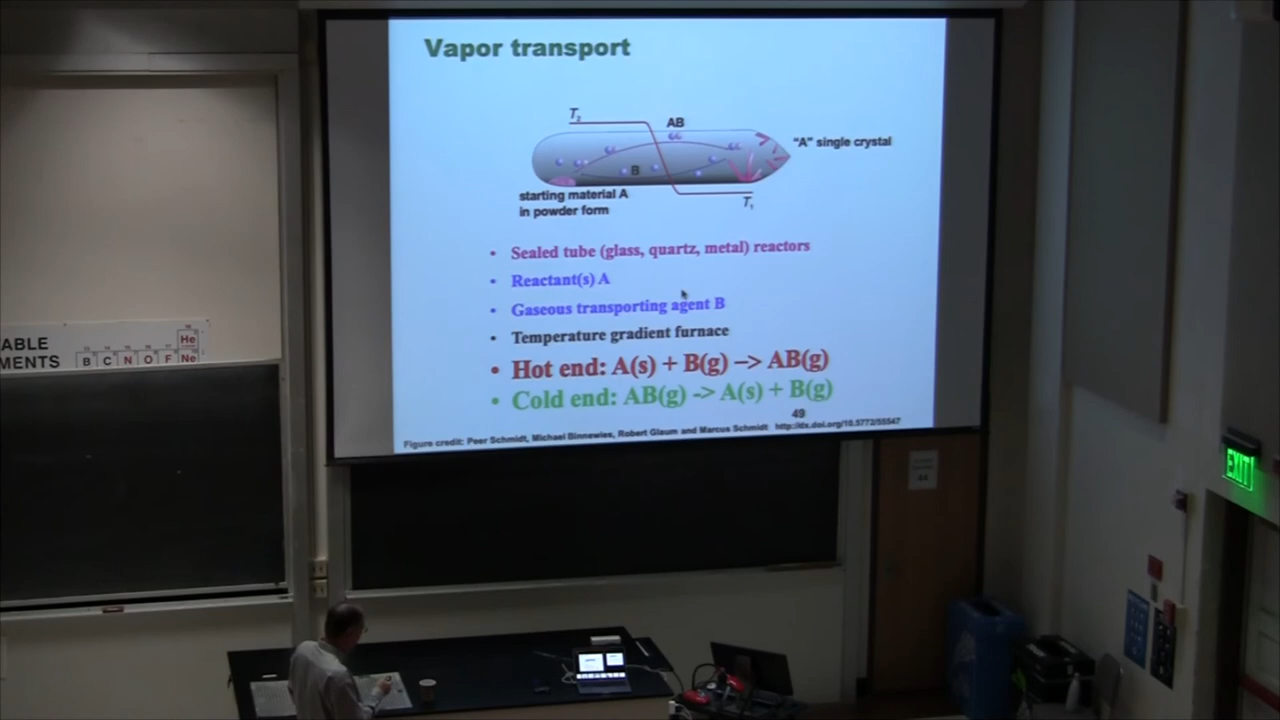 Vapor transport
T2
AB
"A" single crystal
B
starting material A
in powder form
T1
• Sealed tube (glass, quartz, metal) reactors
• Reactant(s) A
• Gaseous transporting agent B
• Temperature gradient furnace
• Hot end: A(s) + B(g) –> AB(g)
• Cold end: AB(g) -> A(s) + B(g)
49
Figure credit: Peer Schmidt, Michael Binnewies, Robert Glaum and Marcus Schmidt http://dx.doi.org/10.5772/55547
ABLE
MENTS
He
B C N O F Ne
EXIT
44